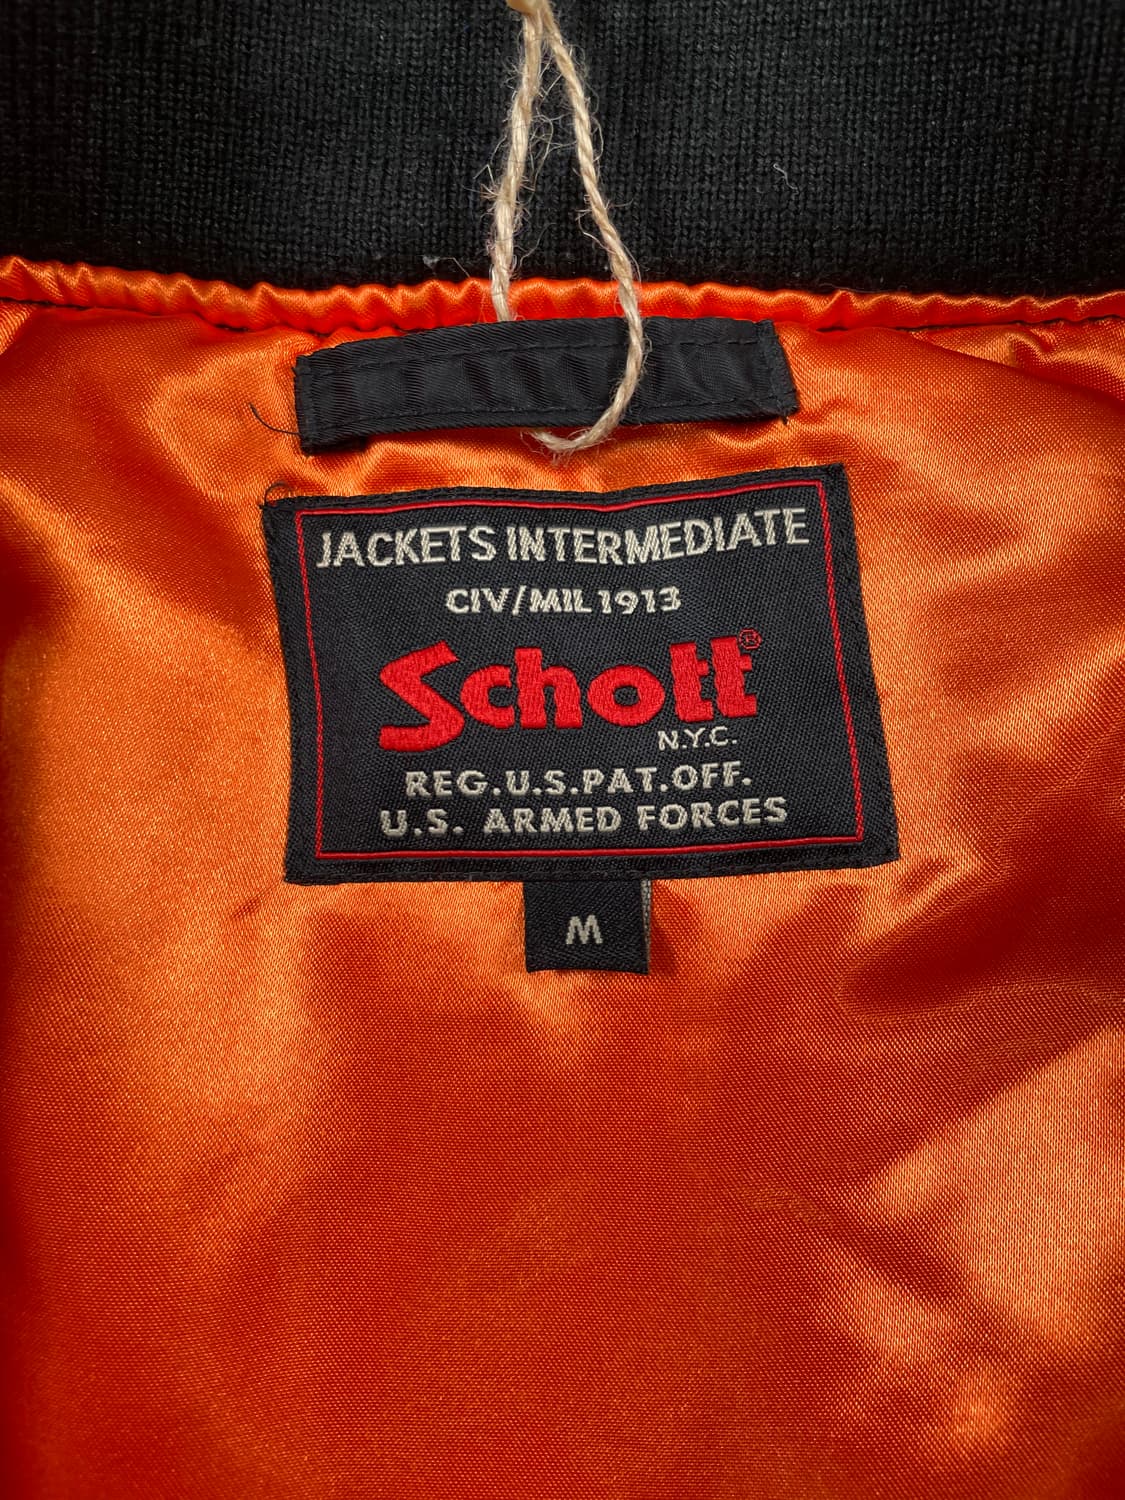 JACKETS INTERMEDIATE
CIV/MIL 1913
Schott®
N.Y.C.
REG.U.S.PAT.OFF.
U.S. ARMED FORCES
M